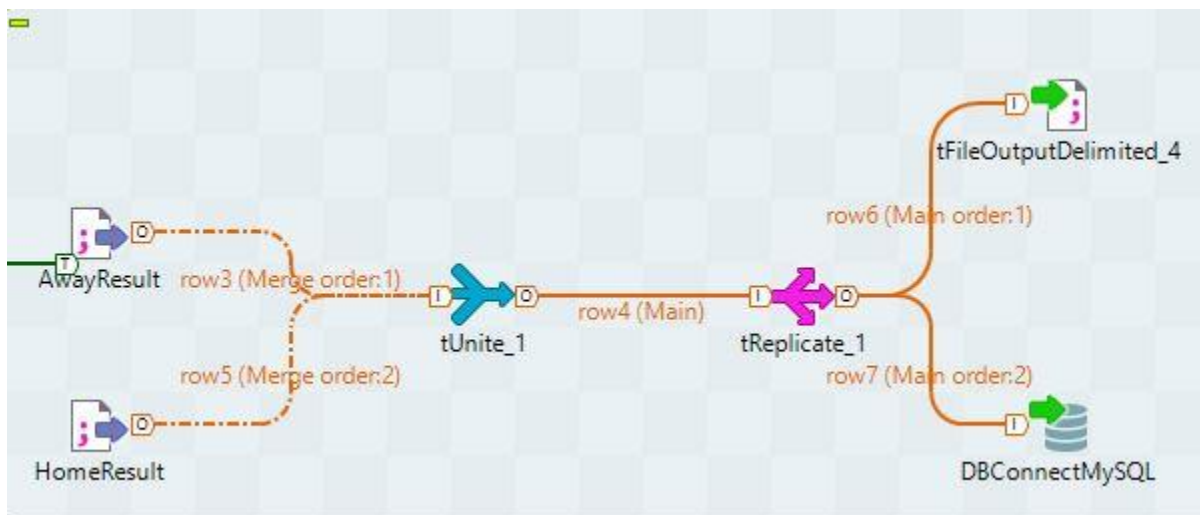 tFileOutputDelimited_4
row6 (Main order:1)
O
I
T
AwayResult
row3 (Merge order:1)
I
O
row4 (Main)
I
O
tUnite_1
tReplicate_1
row5 (Merge order:2)
row7 (Main order:2)
O
I
HomeResult
DBConnectMySQL